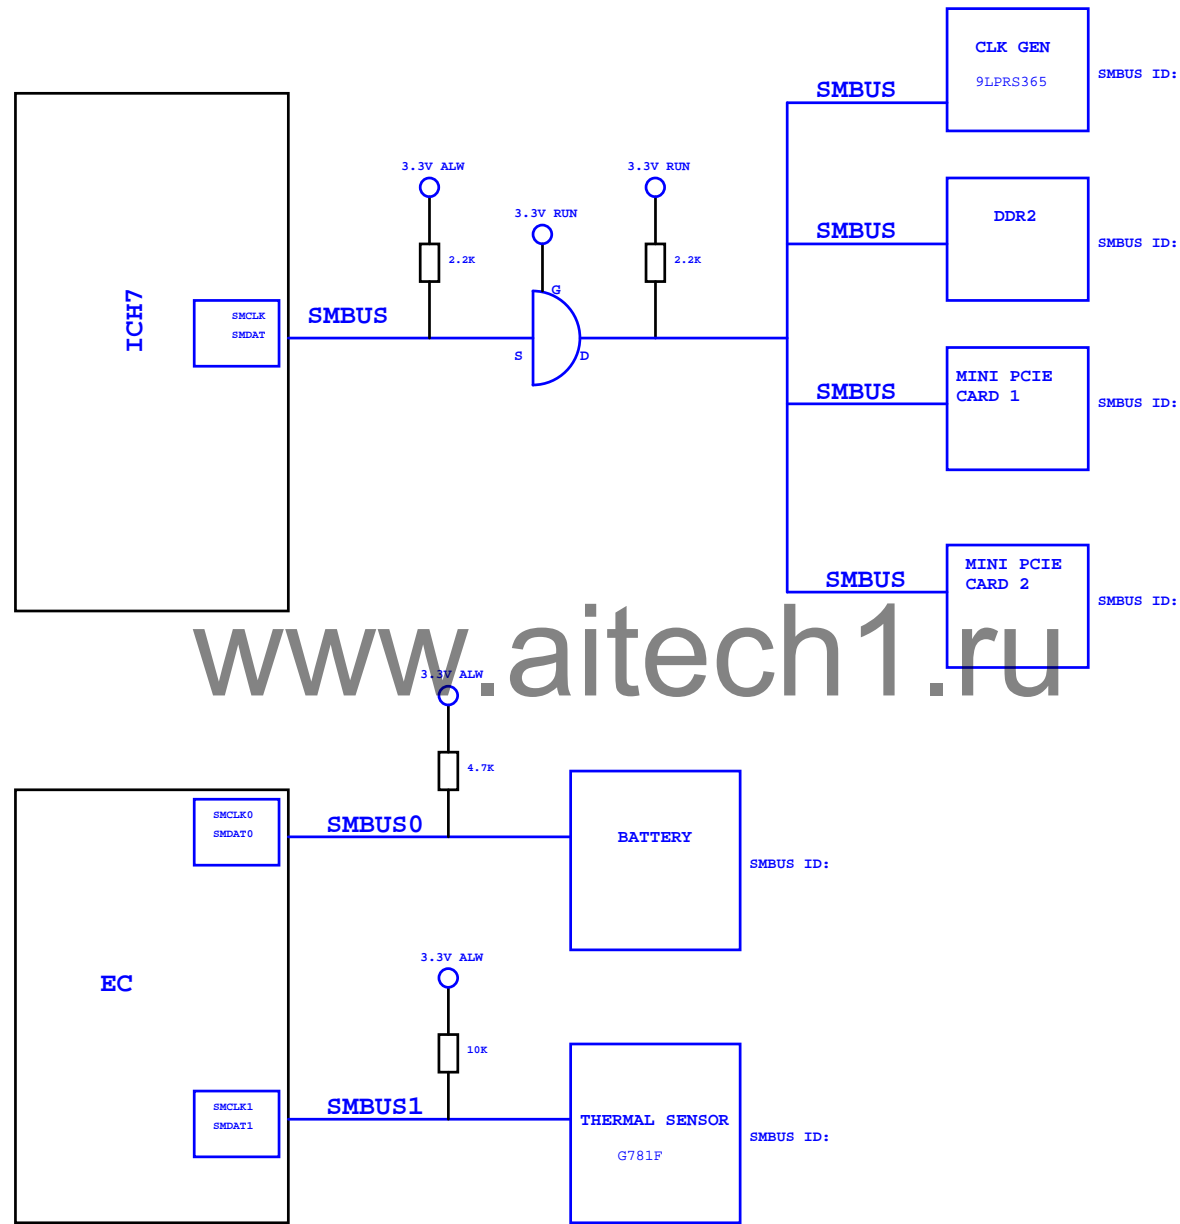 CLK GEN
9LPRS365
SMBUS ID:
SMBUS
3.3V ALW
3.3V RUN
3.3V RUN
DDR2
SMBUS
SMBUS ID:
2.2K
2.2K
G
ICH7
SMCLK
SMDAT
SMBUS
S
D
MINI PCIE
CARD 1
SMBUS
SMBUS ID:
MINI PCIE
CARD 2
SMBUS
SMBUS ID:
www.aitech1.ru
3.3V ALW
4.7K
SMCLK0
SMDAT0
SMBUS0
BATTERY
SMBUS ID:
3.3V ALW
EC
10K
SMCLK1
SMDAT1
SMBUS1
THERMAL SENSOR
G781F
SMBUS ID: